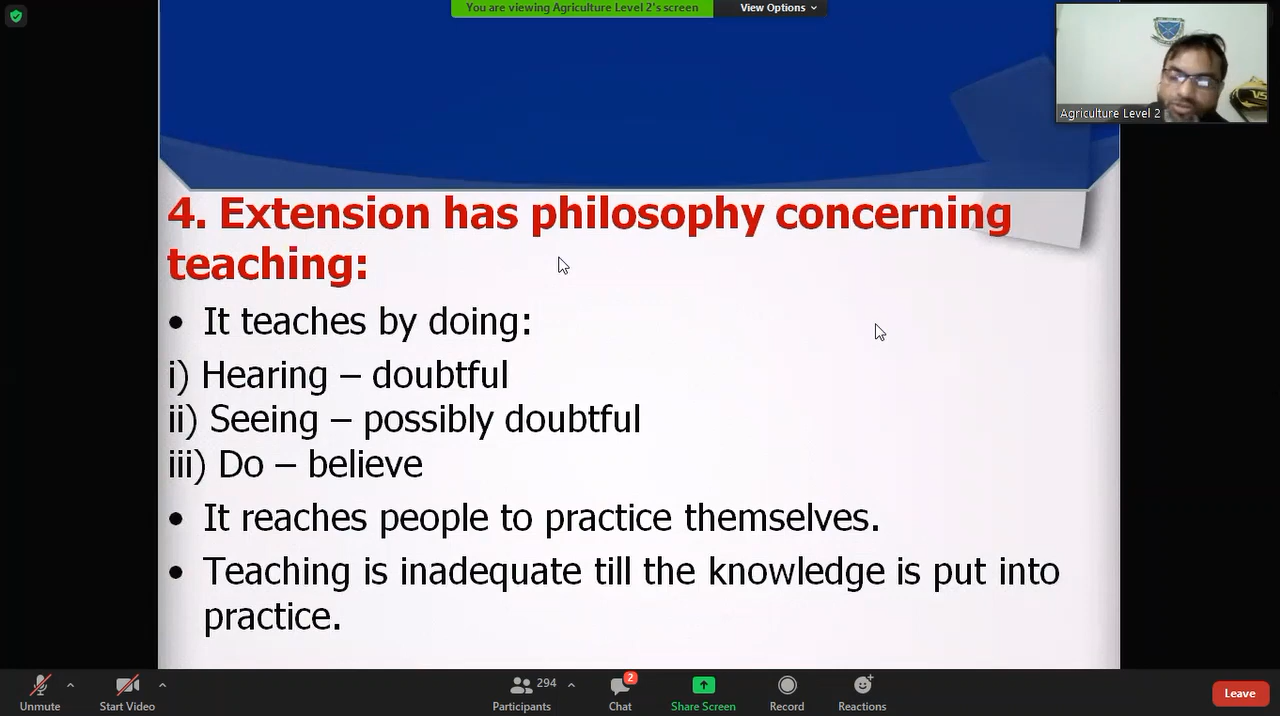 You are viewing Agriculture Level 2's screen
View Options
Agriculture Level 2
4. Extension has philosophy concerning
teaching:
• It teaches by doing:
i) Hearing – doubtful
ii) Seeing – possibly doubtful
iii) Do – believe
• It reaches people to practice themselves.
• Teaching is inadequate till the knowledge is put into
practice.
294
2
Unmute
Start Video
Participants
Chat
Share Screen
Record
Reactions
Leave